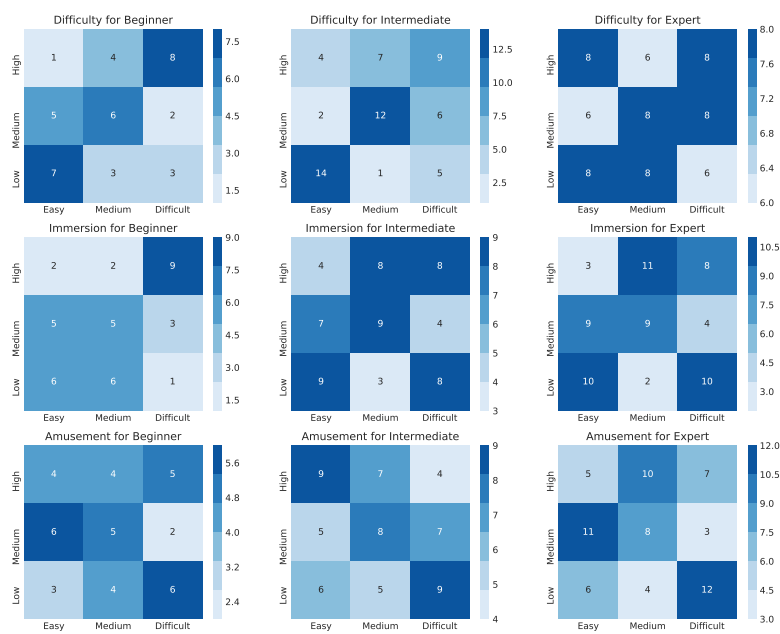 Difficulty for Beginner
High 1 4 8
Medium 5 6 2
Low 7 3 3
Easy Medium Difficult
7.5
6.0
4.5
3.0
1.5
Difficulty for Intermediate
High 4 7 9
Medium 2 12 6
Low 14 1 5
Easy Medium Difficult
12.5
10.0
7.5
5.0
2.5
Difficulty for Expert
High 8 6 8
Medium 6 8 8
Low 8 8 6
Easy Medium Difficult
8.0
7.6
7.2
6.8
6.4
6.0
Immersion for Beginner
High 2 2 9
Medium 5 5 3
Low 6 6 1
Easy Medium Difficult
9.0
7.5
6.0
4.5
3.0
1.5
Immersion for Intermediate
High 4 8 8
Medium 7 9 4
Low 9 3 8
Easy Medium Difficult
9
8
7
6
5
4
3
Immersion for Expert
High 3 11 8
Medium 9 9 4
Low 10 2 10
Easy Medium Difficult
10.5
9.0
7.5
6.0
4.5
3.0
Amusement for Beginner
High 4 4 5
Medium 6 5 2
Low 3 4 6
Easy Medium Difficult
5.6
4.8
4.0
3.2
2.4
Amusement for Intermediate
High 9 7 4
Medium 5 8 7
Low 6 5 9
Easy Medium Difficult
9
8
7
6
5
4
Amusement for Expert
High 5 10 7
Medium 11 8 3
Low 6 4 12
Easy Medium Difficult
12.0
10.5
9.0
7.5
6.0
4.5
3.0